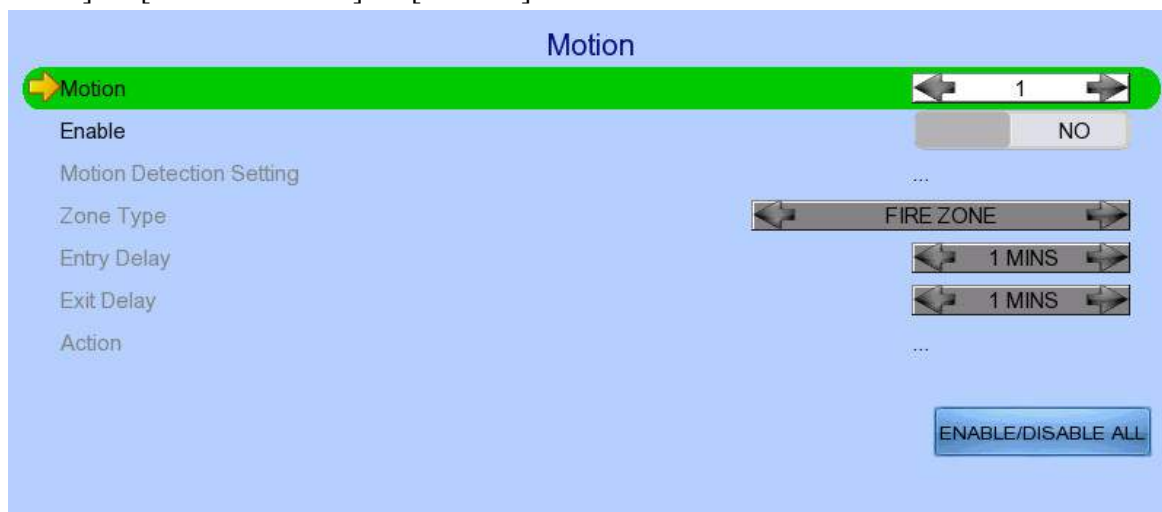 Motion
Motion 1
Enable NO
Motion Detection Setting ...
Zone Type FIRE ZONE
Entry Delay 1 MINS
Exit Delay 1 MINS
Action ...
ENABLE/DISABLE ALL